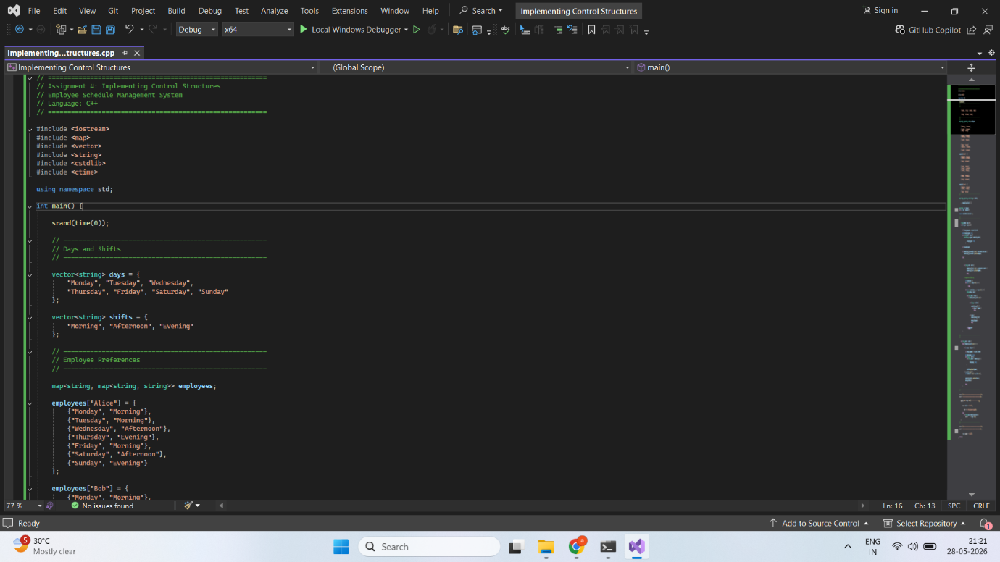 File Edit View Git Project Build Debug Test Analyze Tools Extensions Window Help Search Implementing Control Structures Sign in
Debug x64 Local Windows Debugger GitHub Copilot
Implementing...tructures.cpp
Implementing Control Structures (Global Scope) main()
// ========================================================
// Assignment 4: Implementing Control Structures
// Employee Schedule Management System
// Language: C++
// ========================================================
#include <iostream>
#include <map>
#include <vector>
#include <string>
#include <cstdlib>
#include <ctime>
using namespace std;
int main() {
srand(time(0));
// ----------------------------------------------------
// Days and Shifts
// ----------------------------------------------------
vector<string> days = {
"Monday", "Tuesday", "Wednesday",
"Thursday", "Friday", "Saturday", "Sunday"
};
vector<string> shifts = {
"Morning", "Afternoon", "Evening"
};
// ----------------------------------------------------
// Employee Preferences
// ----------------------------------------------------
map<string, map<string, string>> employees;
employees["Alice"] = {
{"Monday", "Morning"},
{"Tuesday", "Morning"},
{"Wednesday", "Afternoon"},
{"Thursday", "Evening"},
{"Friday", "Morning"},
{"Saturday", "Afternoon"},
{"Sunday", "Evening"}
};
employees["Bob"] = {
{"Monday", "Morning"},
77 % No issues found Ln: 16 Ch: 13 SPC CRLF
Ready Add to Source Control Select Repository 1
5 30°C
Mostly clear
Search
ENG
IN
21:21
28-05-2026